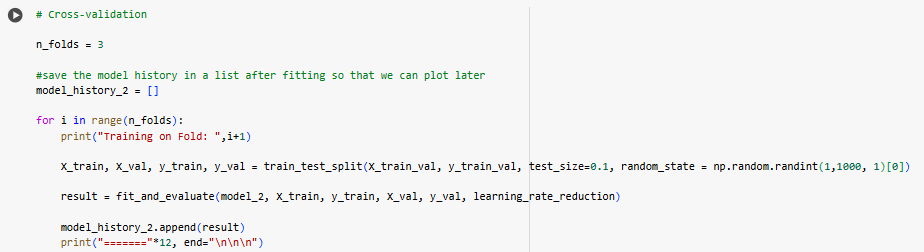 # Cross-validation
n_folds = 3
#save the model history in a list after fitting so that we can plot later
model_history_2 = []
for i in range(n_folds):
    print("Training on Fold: ",i+1)
    X_train, X_val, y_train, y_val = train_test_split(X_train_val, y_train_val, test_size=0.1, random_state = np.random.randint(1,1000, 1)[0])
    result = fit_and_evaluate(model_2, X_train, y_train, X_val, y_val, learning_rate_reduction)
    model_history_2.append(result)
    print("======="*12, end="\n\n\n")